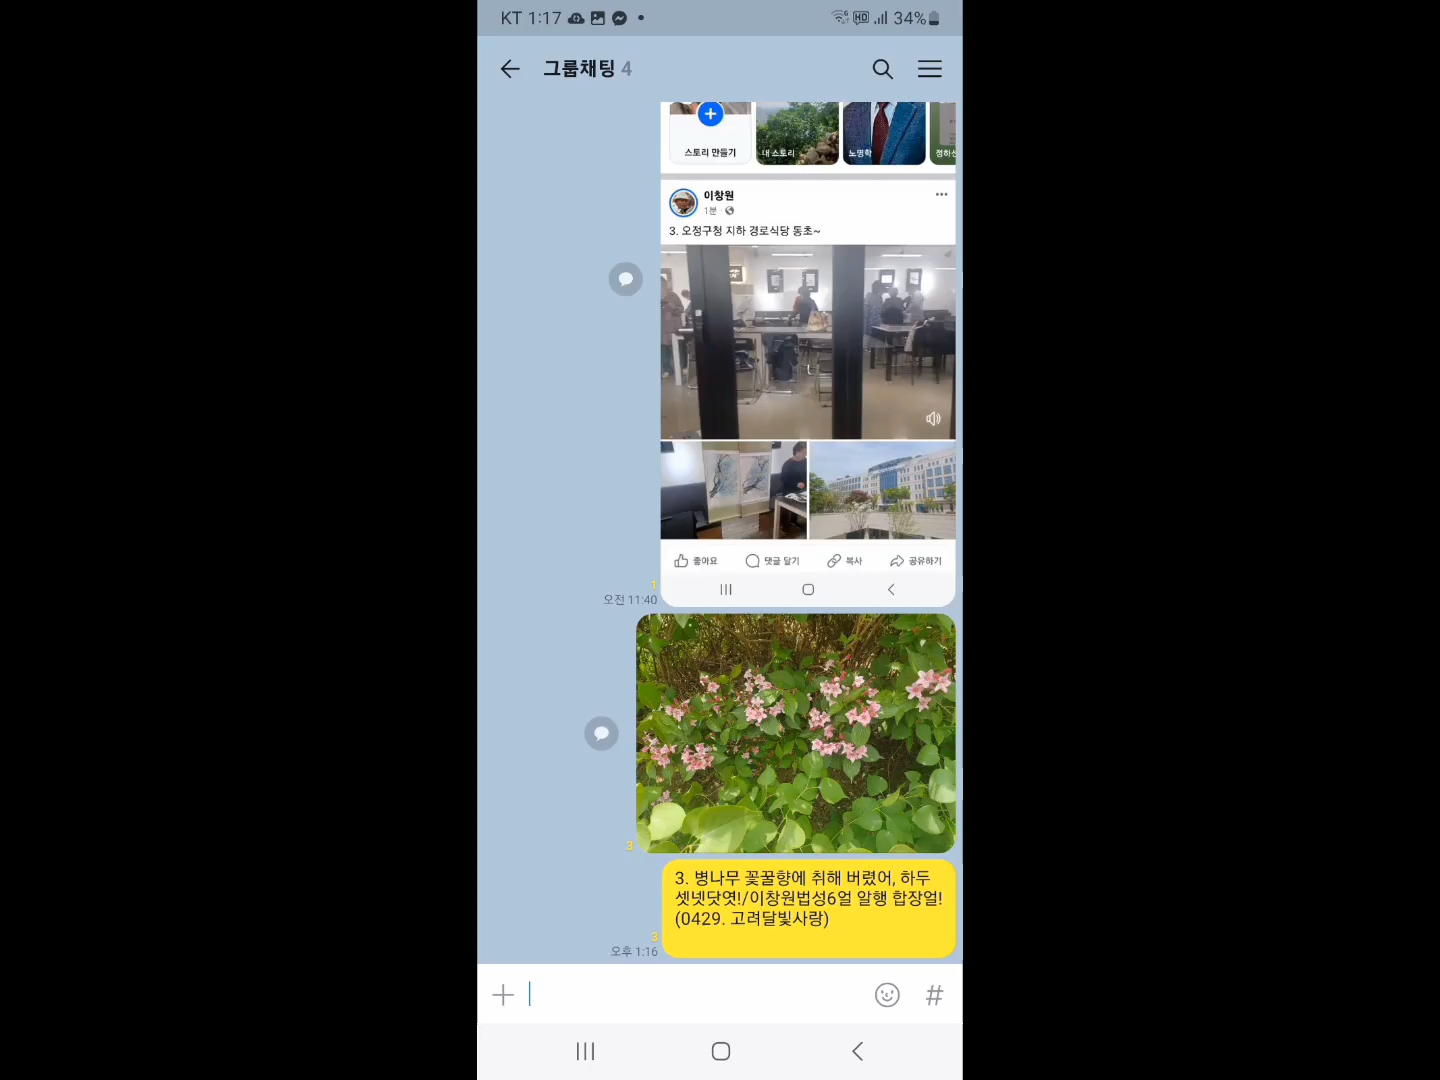 KT 1:17
HD
34%
그룹채팅 4
스토리 만들기
내 스토리
노명학
이창원
1분
3. 오정구청 지하 경로식당 동초~
좋아요
댓글 달기
복사
공유하기
1
오전 11:40
3
3. 병나무 꽃꿀향에 취해 버렸어, 하두
셋넷닷엿!/이창원법성6얼 알행 합장얼!
(0429. 고려달빛사랑)
3
오후 1:16
#